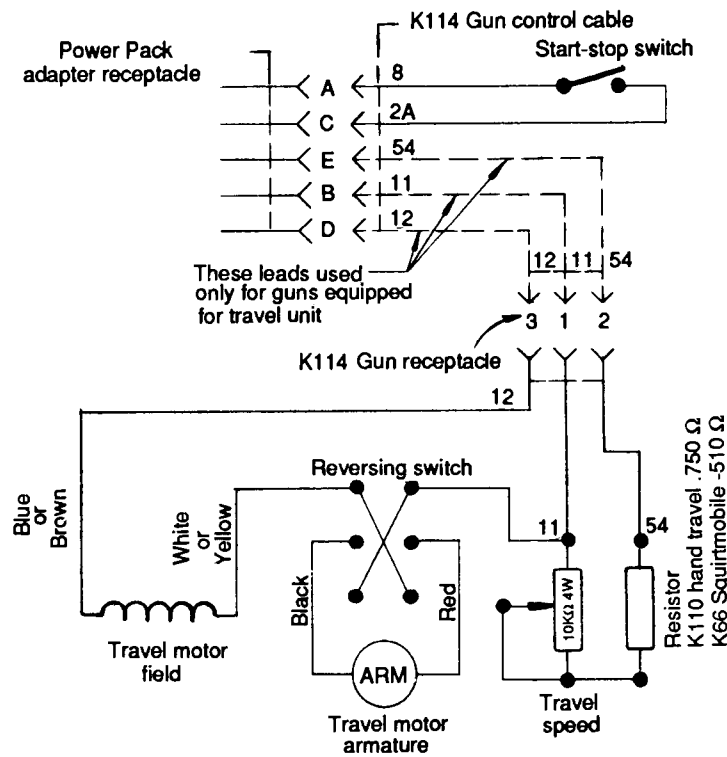 K114 Gun control cable
Power Pack
adapter receptacle
Start-stop switch
A
8
C
2A
E
54
B
11
D
12
These leads used
only for guns equipped
for travel unit
12
11
54
3
1
2
K114 Gun receptacle
12
Blue
or
Brown
White
or
Yellow
Reversing switch
Black
Red
11
54
10KΩ 4W
Resistor
K110 hand travel .750 Ω
K66 Squirtmobile -510 Ω
Travel motor
field
ARM
Travel motor
armature
Travel
speed